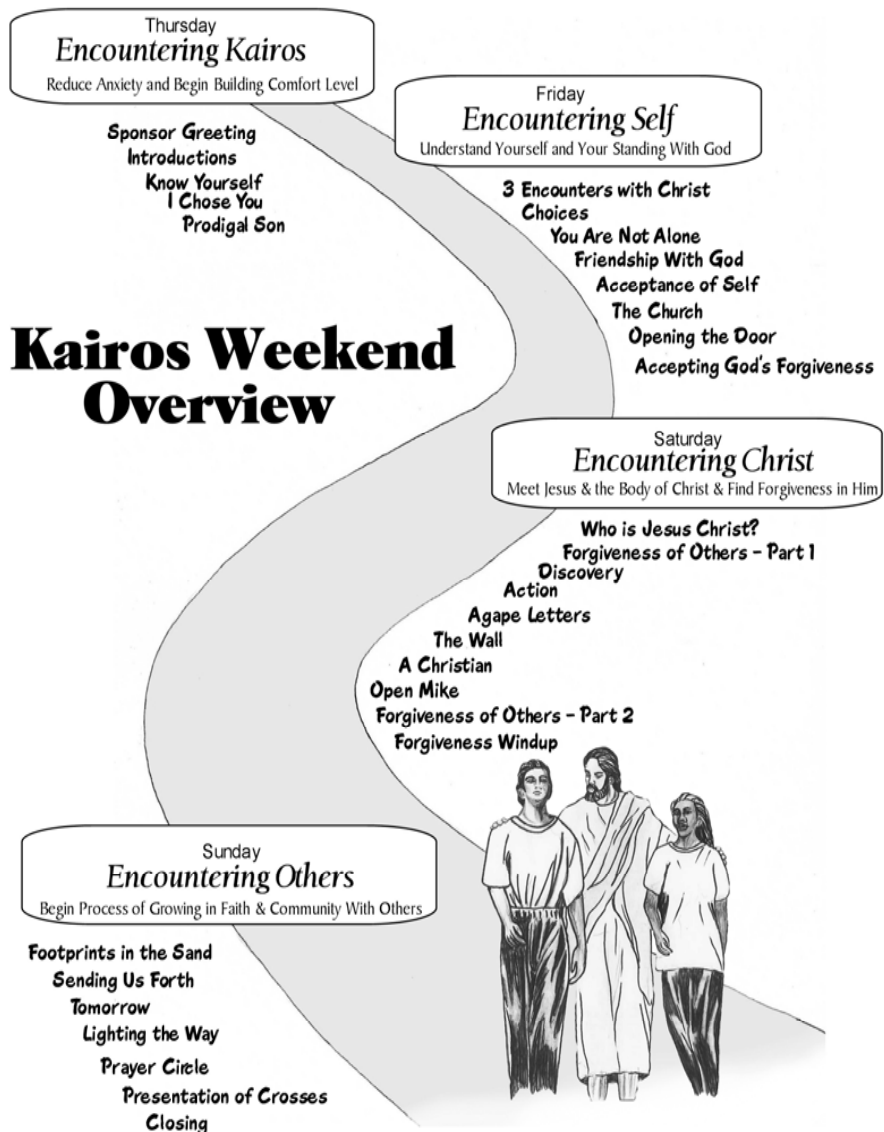 Thursday
Encountering Kairos
Reduce Anxiety and Begin Building Comfort Level
Sponsor Greeting
Introductions
Know Yourself
I Chose You
Prodigal Son
Friday
Encountering Self
Understand Yourself and Your Standing With God
3 Encounters with Christ
Choices
You Are Not Alone
Friendship With God
Acceptance of Self
The Church
Opening the Door
Accepting God's Forgiveness
Kairos Weekend
Overview
Saturday
Encountering Christ
Meet Jesus & the Body of Christ & Find Forgiveness in Him
Who is Jesus Christ?
Forgiveness of Others - Part 1
Discovery
Action
Agape Letters
The Wall
A Christian
Open Mike
Forgiveness of Others - Part 2
Forgiveness Windup
Sunday
Encountering Others
Begin Process of Growing in Faith & Community With Others
Footprints in the Sand
Sending Us Forth
Tomorrow
Lighting the Way
Prayer Circle
Presentation of Crosses
Closing